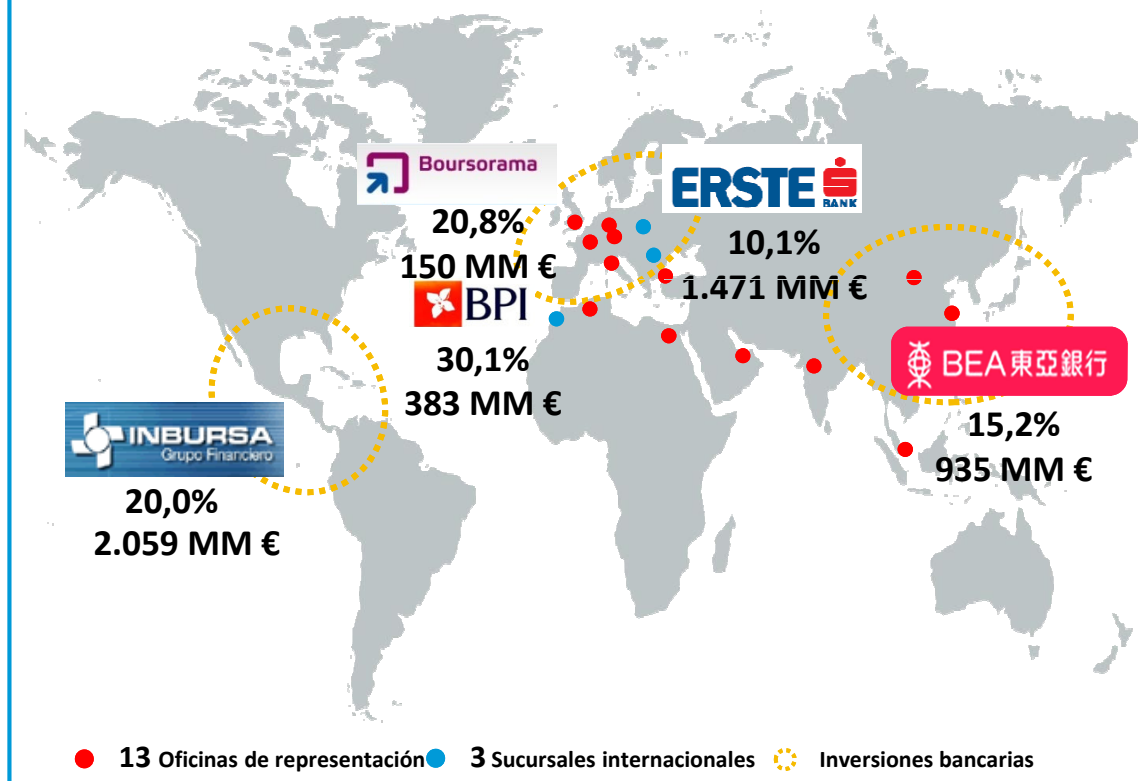 Boursorama
20,8%
150 MM €
ERSTE
BANK
10,1%
1.471 MM €
BPI
30,1%
383 MM €
BEA東亞銀行
15,2%
935 MM €
INBURSA
Grupo Financiero
20,0%
2.059 MM €
13 Oficinas de representación 3 Sucursales internacionales Inversiones bancarias